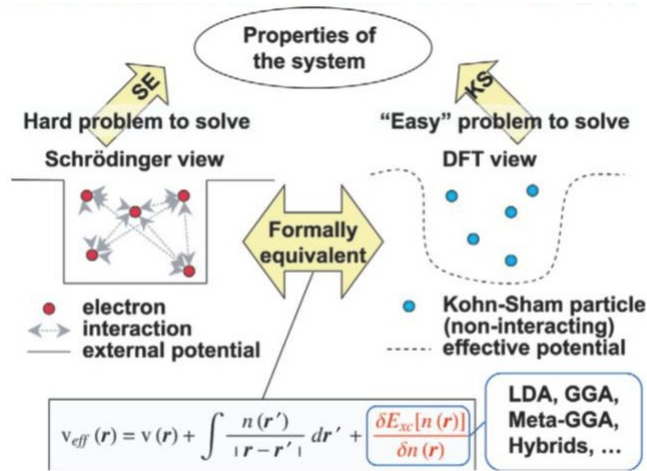 Properties of
the system
SE
KS
Hard problem to solve
“Easy” problem to solve
Schrödinger view
DFT view
Formally
equivalent
electron
interaction
external potential
Kohn-Sham particle
(non-interacting)
effective potential
v_eff (r) = v(r) + ∫ n(r′) / |r − r′| dr′ + δE_xc[n(r)] / δn(r)
LDA, GGA,
Meta-GGA,
Hybrids, ...